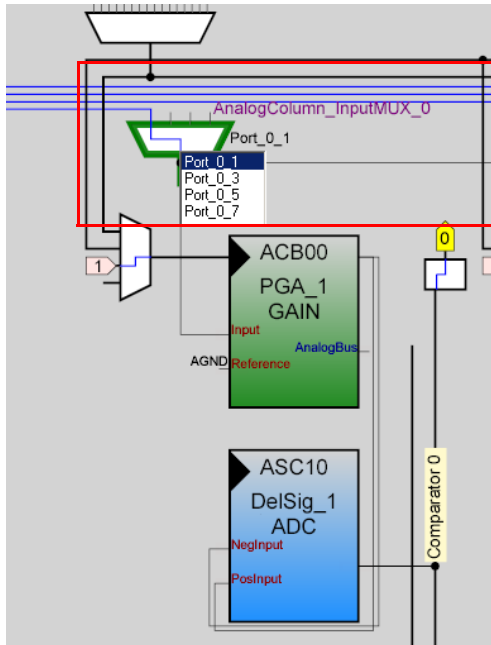 AnalogColumn_InputMUX_0
Port_0_1
Port_0_1
Port_0_3
Port_0_5
Port_0_7
0
1
ACB00
PGA_1
GAIN
Input
AnalogBus
AGND
Reference
ASC10
DelSig_1
ADC
NegInput
PosInput
Comparator 0